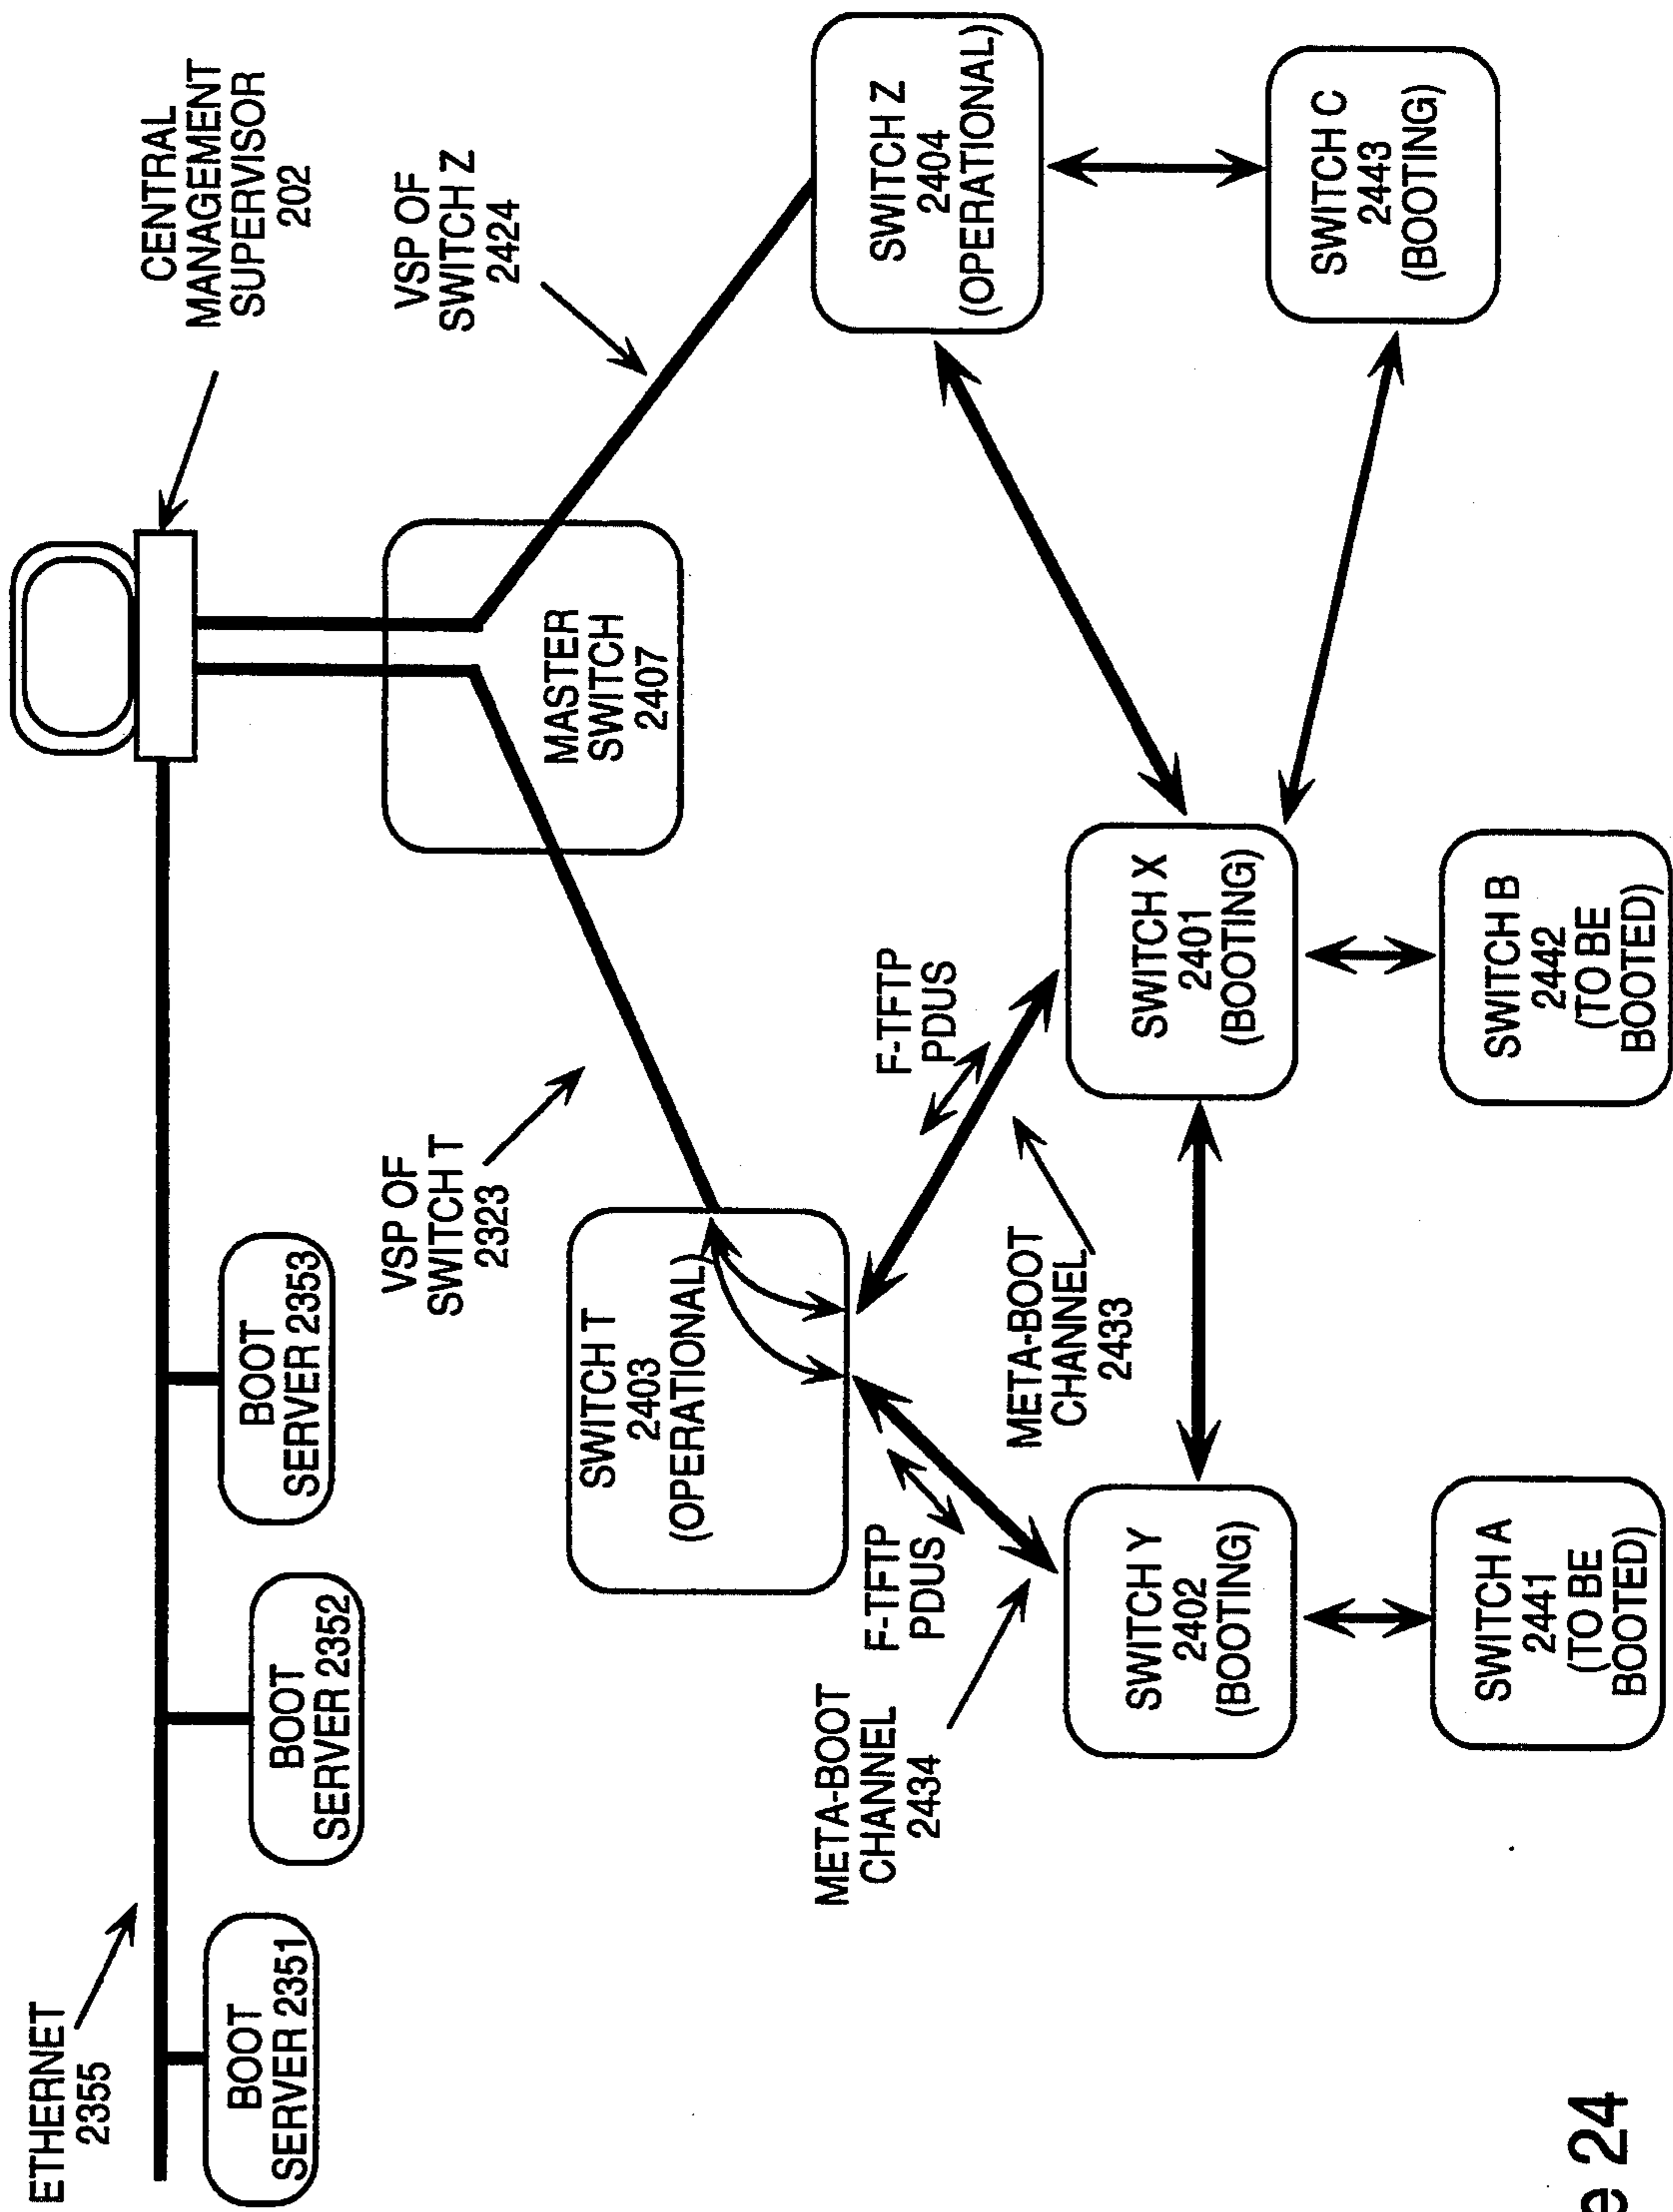 ETHERNET
2355
BOOT
SERVER 2351
BOOT
SERVER 2352
BOOT
SERVER 2353
CENTRAL
MANAGEMENT
SUPERVISOR
202
VSP OF
SWITCH T
2323
VSP OF
SWITCH Z
2424
MASTER
SWITCH
2407
SWITCH T
2403
(OPERATIONAL)
SWITCH Z
2404
(OPERATIONAL)
META-BOOT
CHANNEL
2434
F-TFTP
PDUS
F-TFTP
PDUS
META-BOOT
CHANNEL
2433
SWITCH Y
2402
(BOOTING)
SWITCH X
2401
(BOOTING)
SWITCH C
2443
(BOOTING)
SWITCH A
2441
(TO BE
BOOTED)
SWITCH B
2442
(TO BE
BOOTED)
e 24